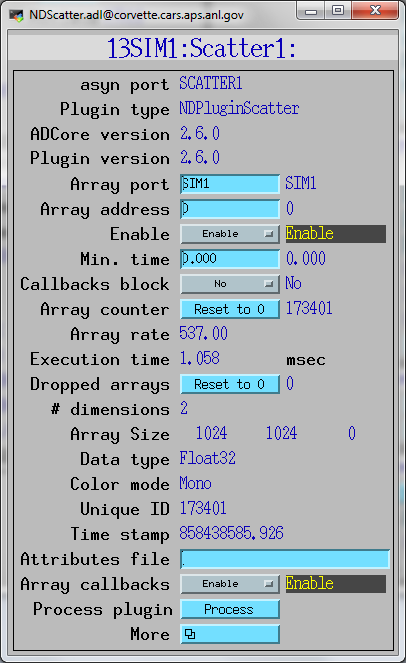 NDScatter.adl@corvette.cars.aps.anl.gov
13SIM1:Scatter1:
asyn port SCATTER1
Plugin type NDPluginScatter
ADCore version 2.6.0
Plugin version 2.6.0
Array port SIM1 SIM1
Array address 0 0
Enable Enable Enable
Min. time 0.000 0.000
Callbacks block No No
Array counter Reset to 0 173401
Array rate 537.00
Execution time 1.058 msec
Dropped arrays Reset to 0 0
# dimensions 2
Array Size 1024 1024 0
Data type Float32
Color mode Mono
Unique ID 173401
Time stamp 858438585.926
Attributes file
Array callbacks Enable Enable
Process plugin Process
More